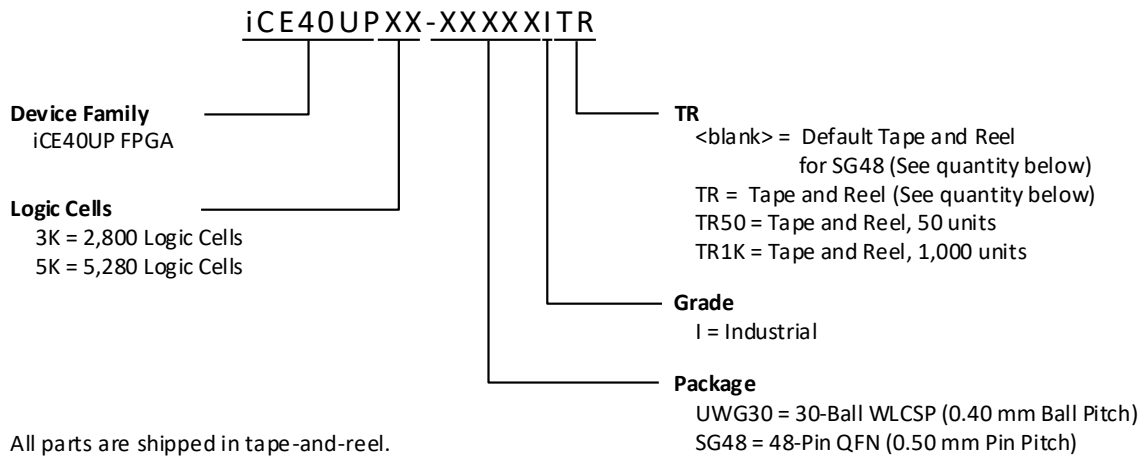 iCE40UPXX-XXXXXITR
Device Family
iCE40UP FPGA
Logic Cells
3K = 2,800 Logic Cells
5K = 5,280 Logic Cells
TR
<blank> = Default Tape and Reel
for SG48 (See quantity below)
TR = Tape and Reel (See quantity below)
TR50 = Tape and Reel, 50 units
TR1K = Tape and Reel, 1,000 units
Grade
I = Industrial
Package
UWG30 = 30-Ball WLCSP (0.40 mm Ball Pitch)
SG48 = 48-Pin QFN (0.50 mm Pin Pitch)
All parts are shipped in tape-and-reel.